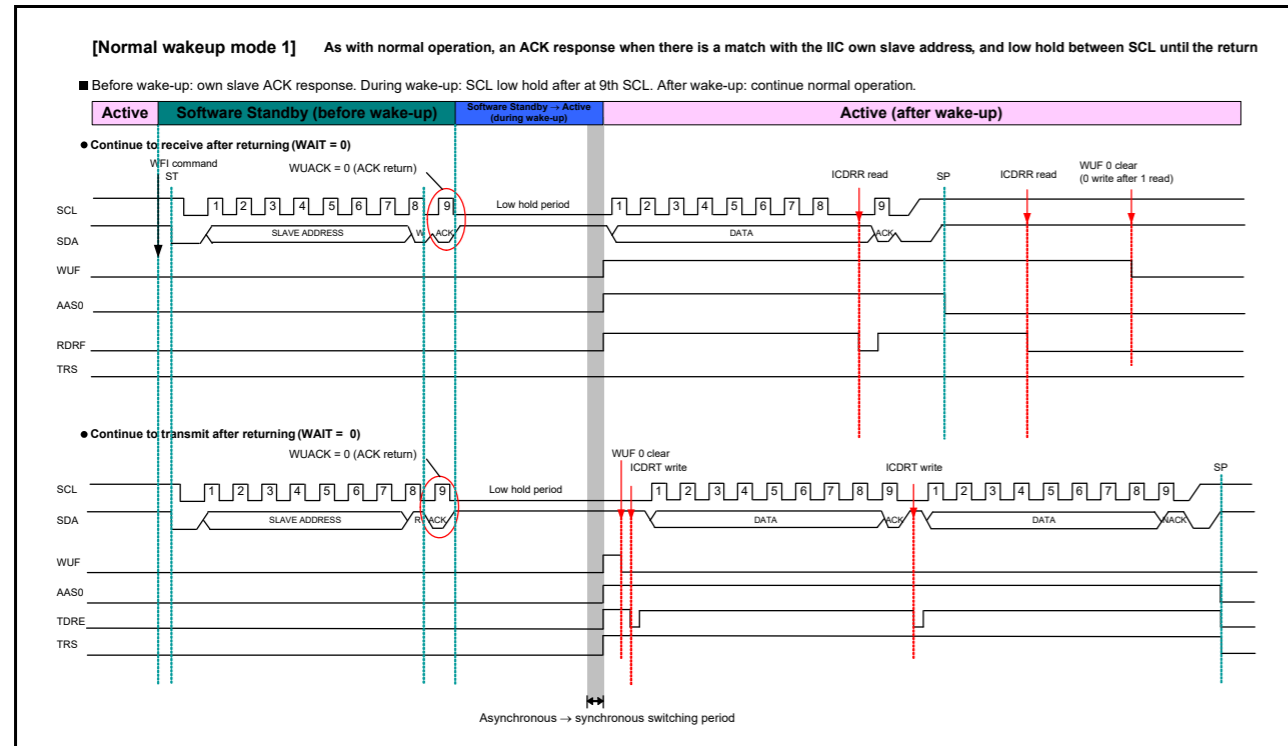 [Normal wakeup mode 1] As with normal operation, an ACK response when there is a match with the IIC own slave address, and low hold between SCL until the return
■ Before wake-up: own slave ACK response. During wake-up: SCL low hold after at 9th SCL. After wake-up: continue normal operation.
Active Software Standby (before wake-up) Software Standby → Active (during wake-up) Active (after wake-up)
● Continue to receive after returning (WAIT = 0)
WFI command
ST
WUACK = 0 (ACK return)
ICDRR read
SP
ICDRR read
WUF 0 clear
(0 write after 1 read)
SCL 1 2 3 4 5 6 7 8 9 Low hold period 1 2 3 4 5 6 7 8 9
SDA SLAVE ADDRESS W ACK DATA ACK
WUF
AAS0
RDRF
TRS
● Continue to transmit after returning (WAIT = 0)
WUACK = 0 (ACK return)
WUF 0 clear
ICDRT write
ICDRT write
SP
SCL 1 2 3 4 5 6 7 8 9 Low hold period 1 2 3 4 5 6 7 8 9 1 2 3 4 5 6 7 8 9
SDA SLAVE ADDRESS R ACK DATA ACK DATA NACK
WUF
AAS0
TDRE
TRS
Asynchronous → synchronous switching period